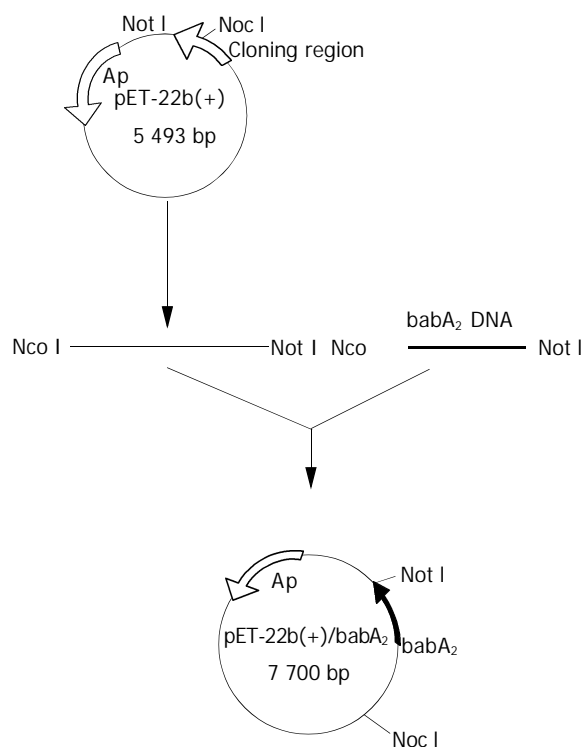 Not I
Noc I
Cloning region
Ap
pET-22b(+)
5 493 bp
babA₂ DNA
Nco I
Not I
Nco
Not I
Ap
Not I
pET-22b(+)/babA₂
babA₂
7 700 bp
Noc I